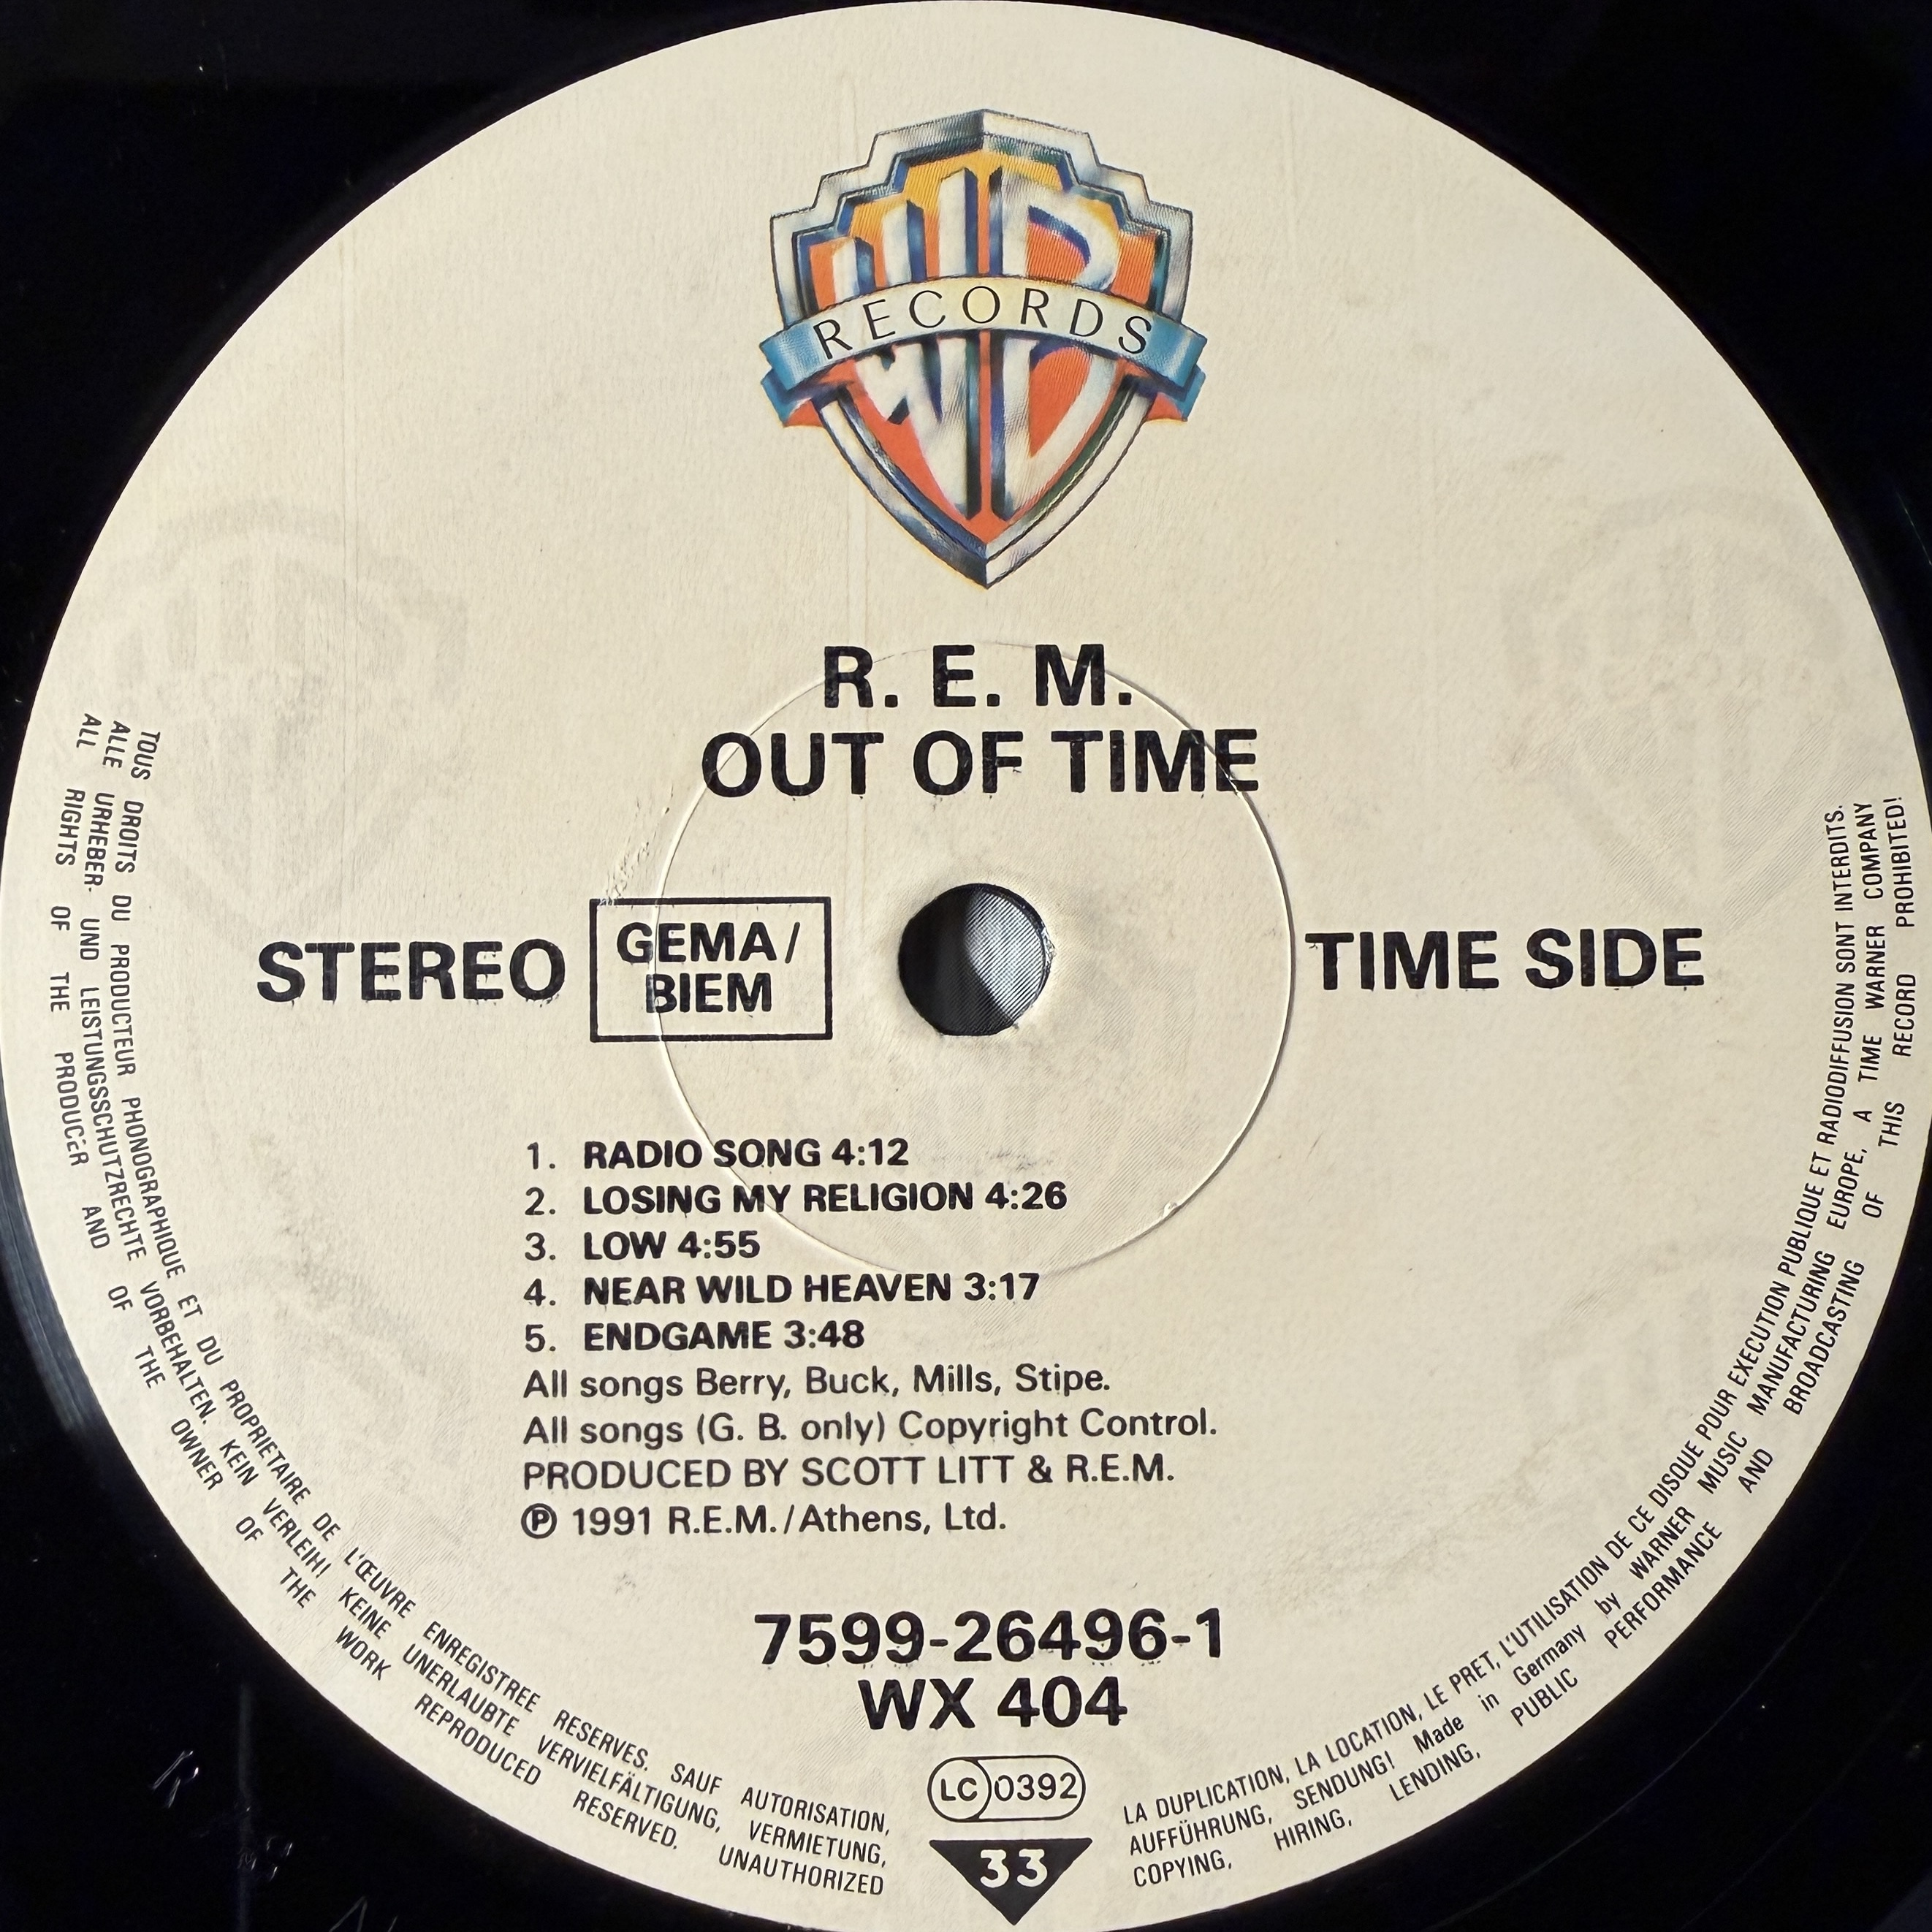 RECORDS
R. E. M.
OUT OF TIME
STEREO
GEMA/
BIEM
TIME SIDE
1. RADIO SONG 4:12
2. LOSING MY RELIGION 4:26
3. LOW 4:55
4. NEAR WILD HEAVEN 3:17
5. ENDGAME 3:48
All songs Berry, Buck, Mills, Stipe.
All songs (G. B. only) Copyright Control.
PRODUCED BY SCOTT LITT & R.E.M.
℗ 1991 R.E.M./Athens, Ltd.
7599-26496-1
WX 404
LC 0392
33
TOUS DROITS DU PRODUCTEUR PHONOGRAPHIQUE ET DU PROPRIETAIRE DE L'ŒUVRE ENREGISTREE RESERVES. SAUF AUTORISATION, LA DUPLICATION, LA LOCATION, LE PRET, L'UTILISATION DE CE DISQUE POUR EXECUTION PUBLIQUE ET RADIODIFFUSION SONT INTERDITS.
ALLE URHEBER- UND LEISTUNGSSCHUTZRECHTE VORBEHALTEN. KEIN VERLEIH! KEINE UNERLAUBTE VERVIELFÄLTIGUNG, VERMIETUNG, AUFFÜHRUNG, SENDUNG! Made in Germany by WARNER MUSIC MANUFACTURING EUROPE, A TIME WARNER COMPANY
ALL RIGHTS OF THE PRODUCER AND OF THE OWNER OF THE WORK REPRODUCED RESERVED. UNAUTHORIZED COPYING, HIRING, LENDING, PUBLIC PERFORMANCE AND BROADCASTING OF THIS RECORD PROHIBITED!